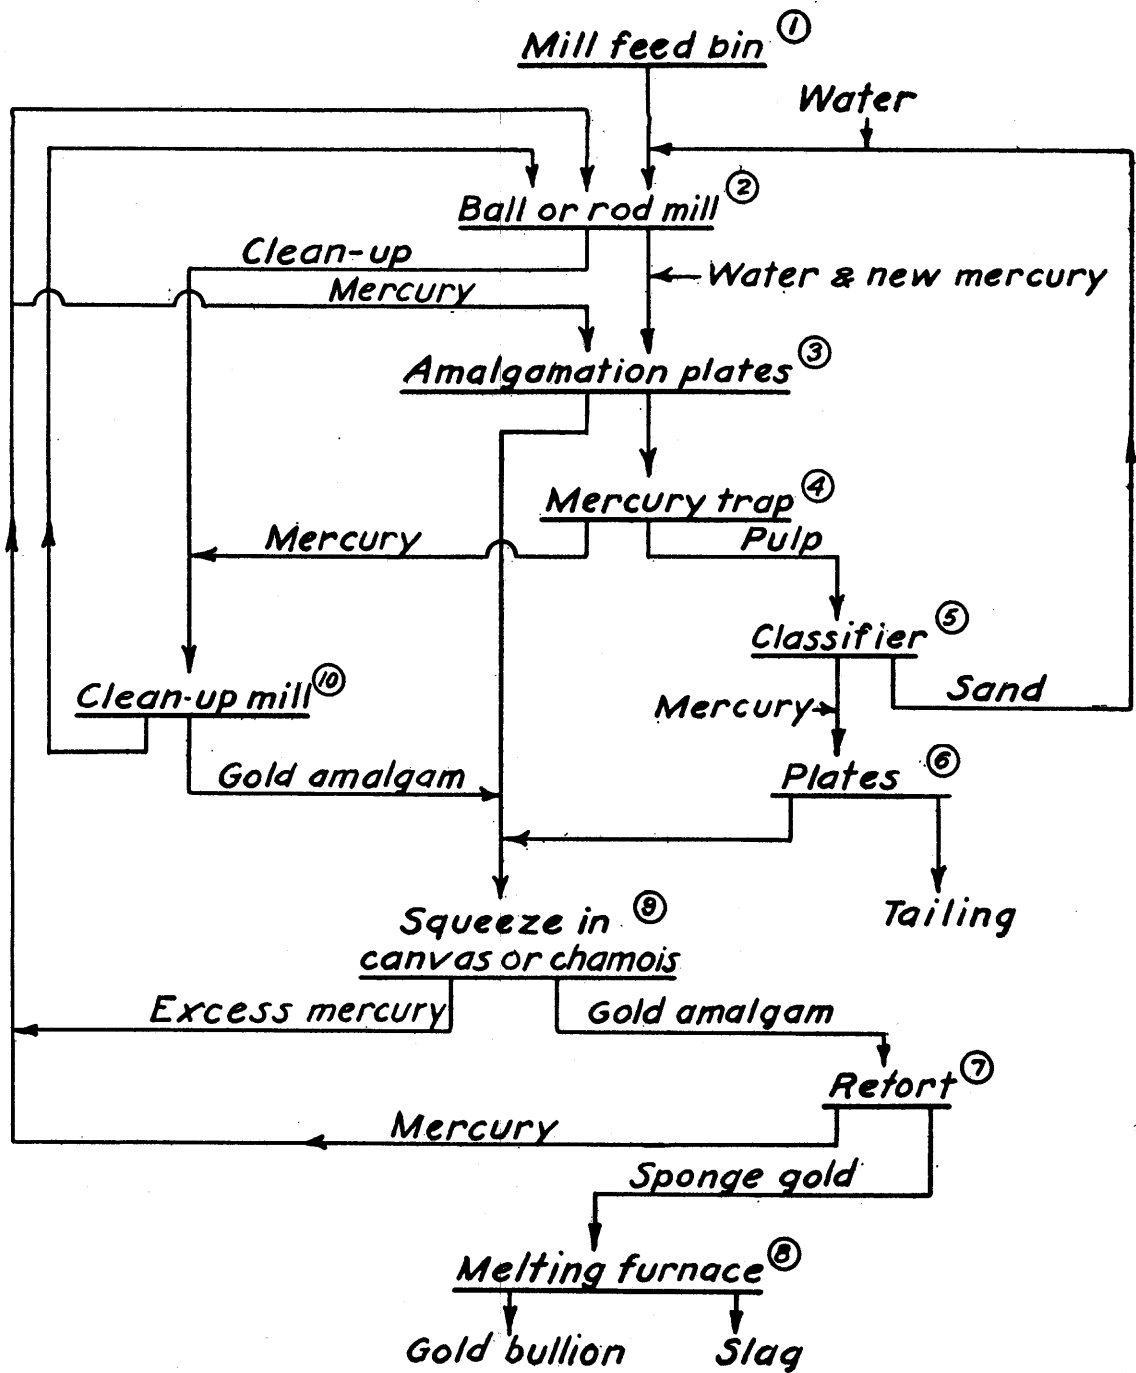 Mill feed bin ①
Water
Ball or rod mill ②
Clean-up
Water & new mercury
Mercury
Amalgamation plates ③
Mercury trap ④
Mercury
Pulp
Classifier ⑤
Clean-up mill ⑩
Sand
Mercury
Gold amalgam
Plates ⑥
Tailing
Squeeze in ⑨
canvas or chamois
Excess mercury
Gold amalgam
Retort ⑦
Mercury
Sponge gold
Melting furnace ⑧
Gold bullion
Slag